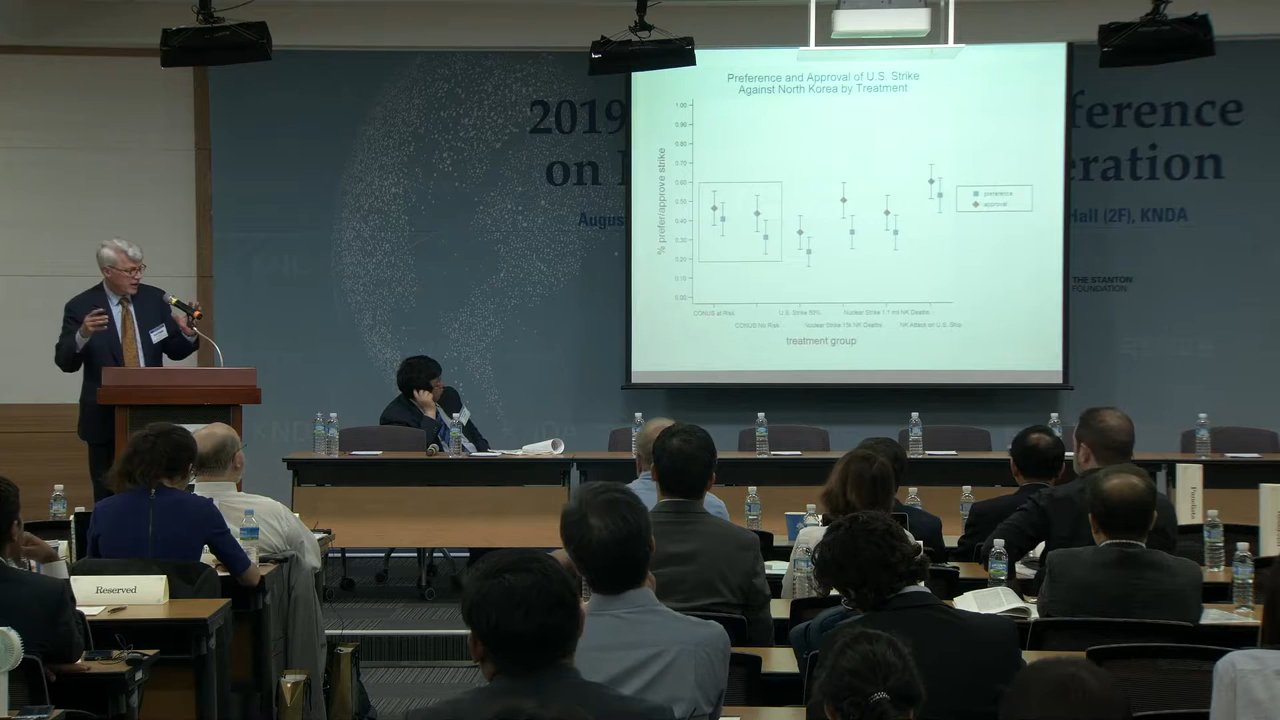 2019
ference
on
eration
Augus
Hall (2F), KNDA
THE STANTON
FOUNDATION
Preference and Approval of U.S. Strike
Against North Korea by Treatment
% prefer/approve strike
1.00
0.90
0.80
0.70
0.60
0.50
0.40
0.30
0.20
0.10
0.00
preference
approval
CONUS at Risk
U.S. Strike 50%
Nuclear Strike 1.1 mil NK Deaths
CONUS No Risk
Nuclear Strike 15k NK Deaths
NK Attack on U.S. Ship
treatment group
Reserved
Panelists